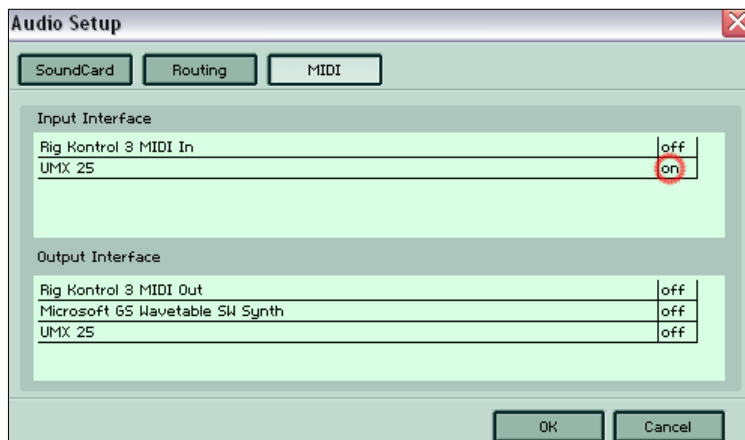 Audio Setup
SoundCard Routing MIDI
Input Interface
Rig Kontrol 3 MIDI In off
UMX 25 on
Output Interface
Rig Kontrol 3 MIDI Out off
Microsoft GS Wavetable SW Synth off
UMX 25 off
OK Cancel